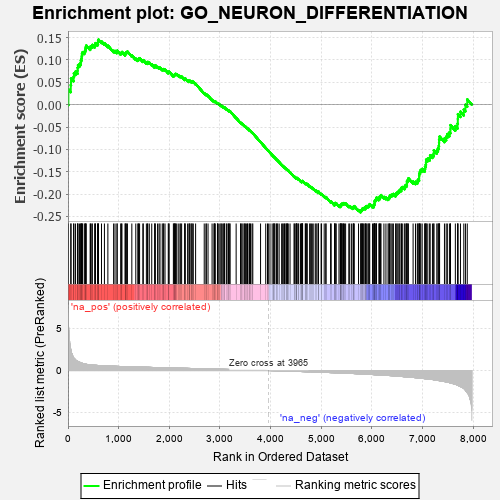 Enrichment plot: GO_NEURON_DIFFERENTIATION
Enrichment score (ES)
0.15
0.10
0.05
0.00
-0.05
-0.10
-0.15
-0.20
-0.25
'na_pos' (positively correlated)
Ranked list metric (PreRanked)
5
0
-5
Zero cross at 3965
'na_neg' (negatively correlated)
0
1,000
2,000
3,000
4,000
5,000
6,000
7,000
8,000
Rank in Ordered Dataset
Enrichment profile
Hits
Ranking metric scores